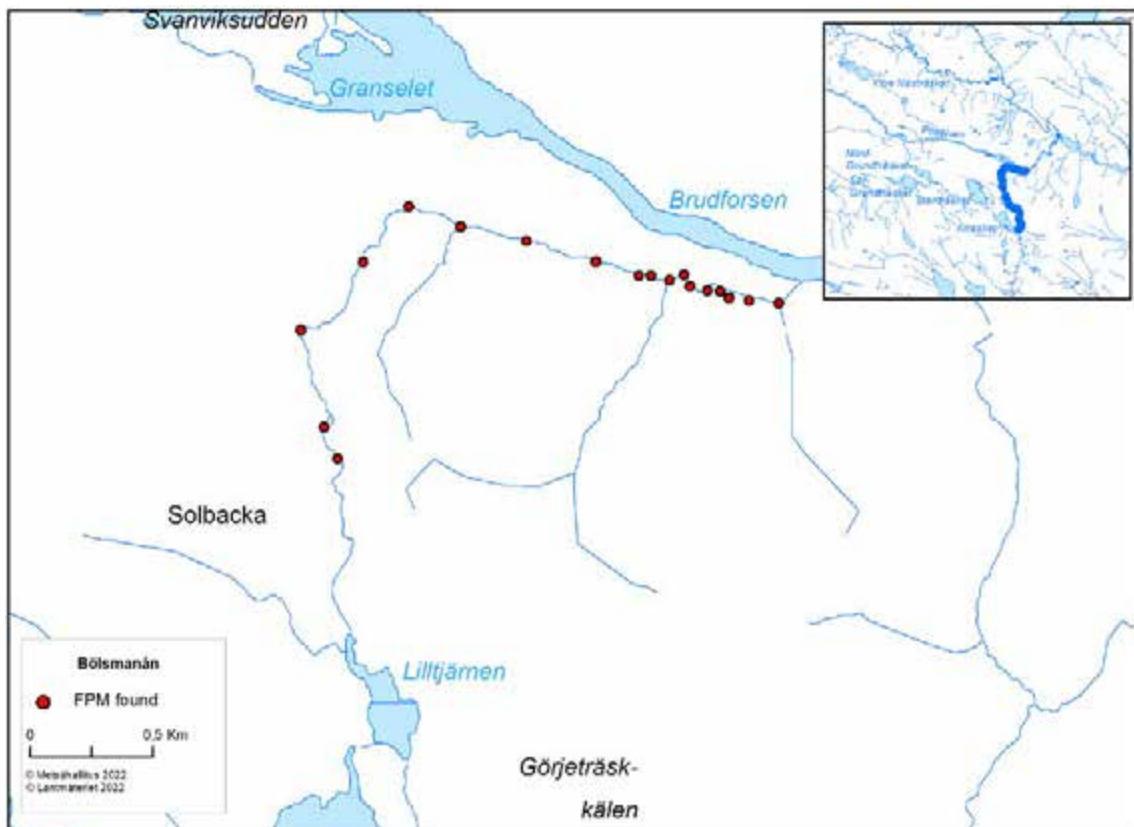 Svanviksudden
Granselet
Brudforsen
Solbacka
Lilltjärnen
Görjeträsk-
kälen
Bölsmanån
FPM found
0 0,5 Km
© Metsähallitus 2022
© Lantmäteriet 2022